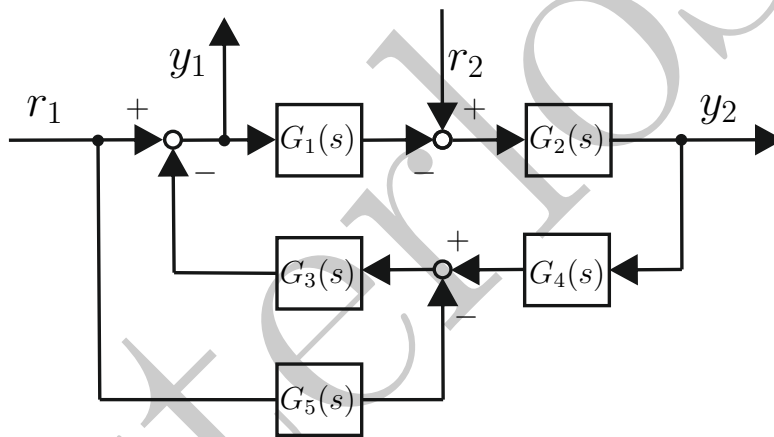 y₁
r₂
r₁
+
+
y₂
G₁(s)
G₂(s)
−
−
+
G₃(s)
G₄(s)
−
G₅(s)